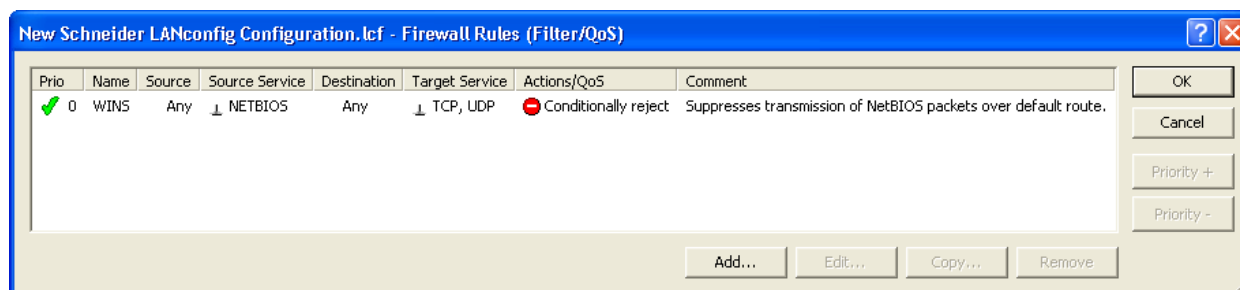 New Schneider LANconfig Configuration.lcf - Firewall Rules (Filter/QoS)
Prio Name Source Source Service Destination Target Service Actions/QoS Comment
0 WINS Any NETBIOS Any TCP, UDP Conditionally reject Suppresses transmission of NetBIOS packets over default route.
OK
Cancel
Priority +
Priority -
Add... Edit... Copy... Remove